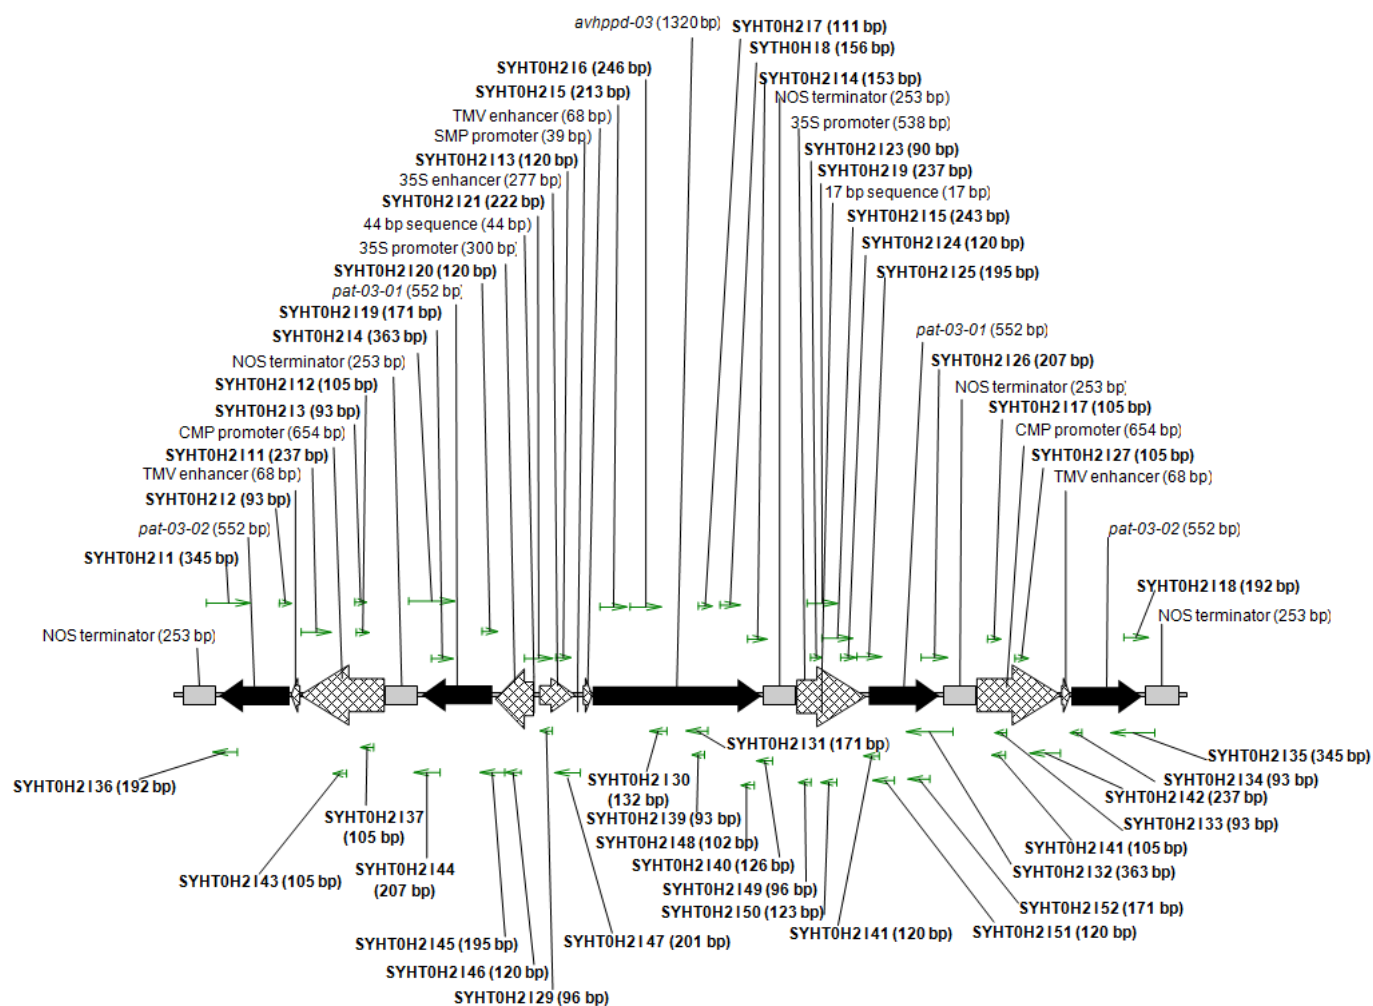 avhppd-03 (1320 bp)
SYHT0H2I7 (111 bp)
SYTH0HI8 (156 bp)
SYHT0H2I6 (246 bp)
SYHT0H2I14 (153 bp)
SYHT0H2I5 (213 bp)
NOS terminator (253 bp)
TMV enhancer (68 bp)
35S promoter (538 bp)
SMP promoter (39 bp)
SYHT0H2I23 (90 bp)
SYHT0H2I13 (120 bp)
SYHT0H2I9 (237 bp)
35S enhancer (277 bp)
17 bp sequence (17 bp)
SYHT0H2I21 (222 bp)
SYHT0H2I15 (243 bp)
44 bp sequence (44 bp)
SYHT0H2I24 (120 bp)
35S promoter (300 bp)
SYHT0H2I20 (120 bp)
SYHT0H2I25 (195 bp)
pat-03-01 (552 bp)
SYHT0H2I19 (171 bp)
SYHT0H2I4 (363 bp)
pat-03-01 (552 bp)
NOS terminator (253 bp)
SYHT0H2I26 (207 bp)
SYHT0H2I12 (105 bp)
NOS terminator (253 bp)
SYHT0H2I3 (93 bp)
SYHT0H2I17 (105 bp)
CMP promoter (654 bp)
CMP promoter (654 bp)
SYHT0H2I11 (237 bp)
SYHT0H2I27 (105 bp)
TMV enhancer (68 bp)
TMV enhancer (68 bp)
SYHT0H2I2 (93 bp)
pat-03-02 (552 bp)
pat-03-02 (552 bp)
SYHT0H2I1 (345 bp)
SYHT0H2I18 (192 bp)
NOS terminator (253 bp)
NOS terminator (253 bp)
SYHT0H2I31 (171 bp)
SYHT0H2I35 (345 bp)
SYHT0H2I36 (192 bp)
SYHT0H2I30
(132 bp)
SYHT0H2I34 (93 bp)
SYHT0H2I42 (237 bp)
SYHT0H2I37
(105 bp)
SYHT0H2I39 (93 bp)
SYHT0H2I33 (93 bp)
SYHT0H2I48 (102 bp)
SYHT0H2I41 (105 bp)
SYHT0H2I40 (126 bp)
SYHT0H2I32 (363 bp)
SYHT0H2I43 (105 bp)
SYHT0H2I44
(207 bp)
SYHT0H2I49 (96 bp)
SYHT0H2I50 (123 bp)
SYHT0H2I52 (171 bp)
SYHT0H2I41 (120 bp)
SYHT0H2I51 (120 bp)
SYHT0H2I45 (195 bp)
SYHT0H2I47 (201 bp)
SYHT0H2I46 (120 bp)
SYHT0H2I29 (96 bp)